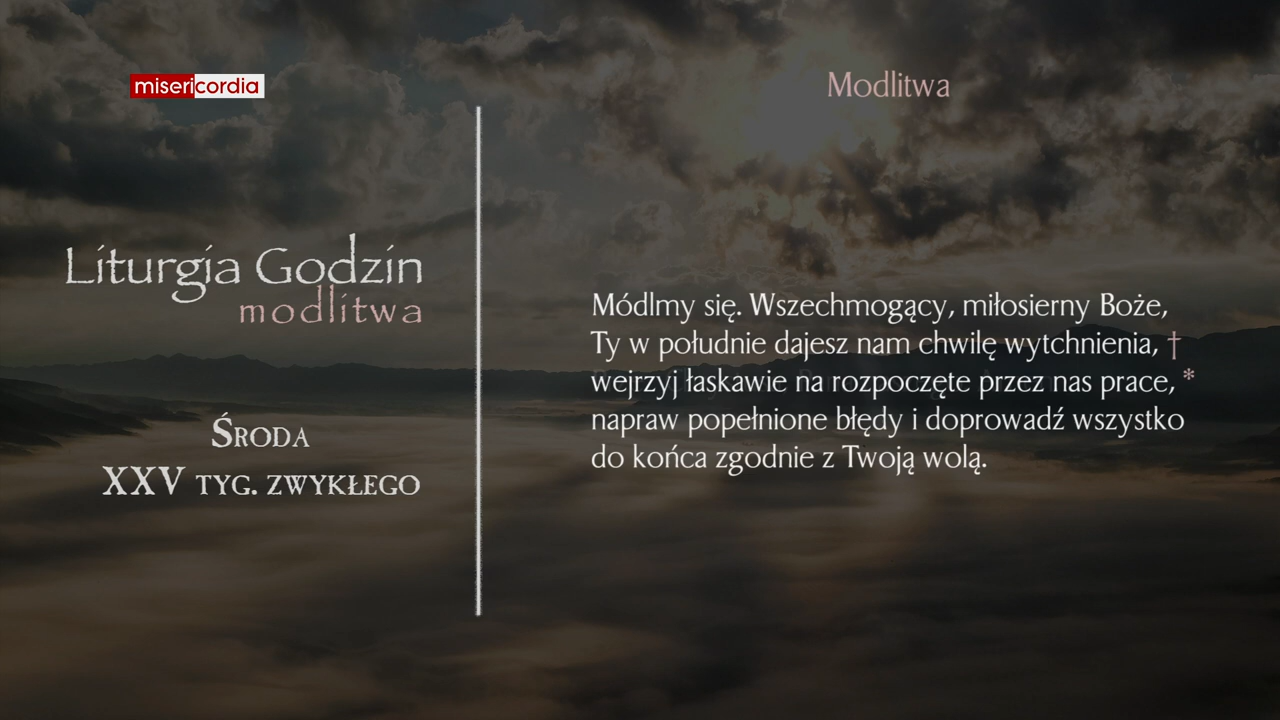 misericordia
Liturgia Godzin
modlitwa
Środa
XXV tyg. zwykłego
Modlitwa
Módlmy się. Wszechmogący, miłosierny Boże,
Ty w południe dajesz nam chwilę wytchnienia, †
wejrzyj łaskawie na rozpoczęte przez nas prace, *
napraw popełnione błędy i doprowadź wszystko
do końca zgodnie z Twoją wolą.